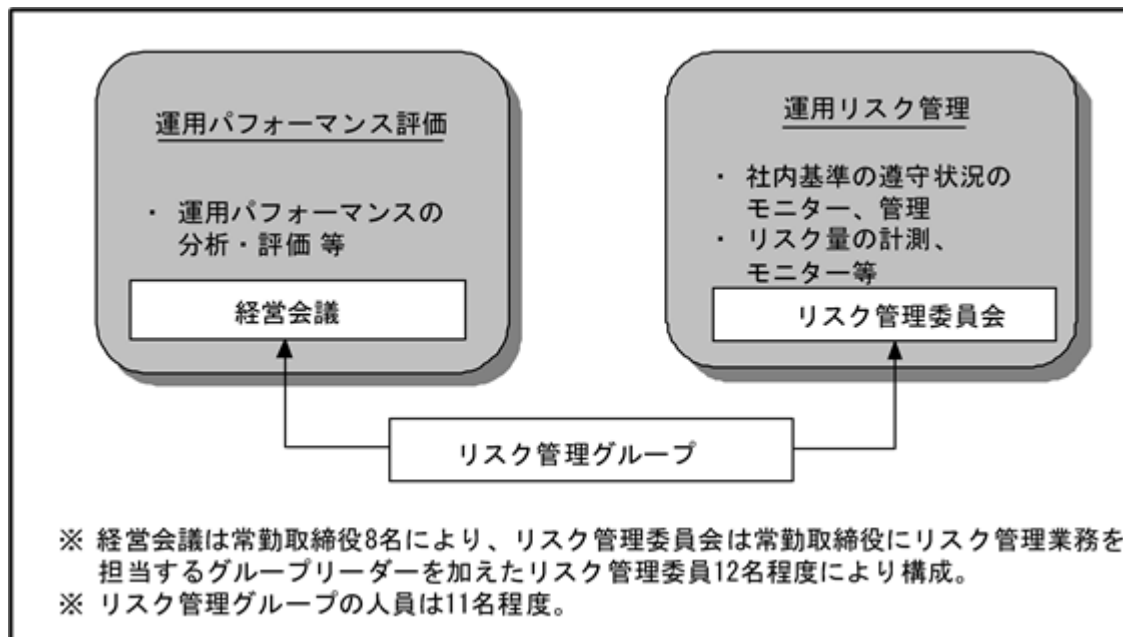 運用パフォーマンス評価
・ 運用パフォーマンスの
分析・評価 等
経営会議
運用リスク管理
・ 社内基準の遵守状況の
モニター、管理
・ リスク量の計測、
モニター等
リスク管理委員会
リスク管理グループ
※ 経営会議は常勤取締役8名により、リスク管理委員会は常勤取締役にリスク管理業務を
担当するグループリーダーを加えたリスク管理委員12名程度により構成。
※ リスク管理グループの人員は11名程度。